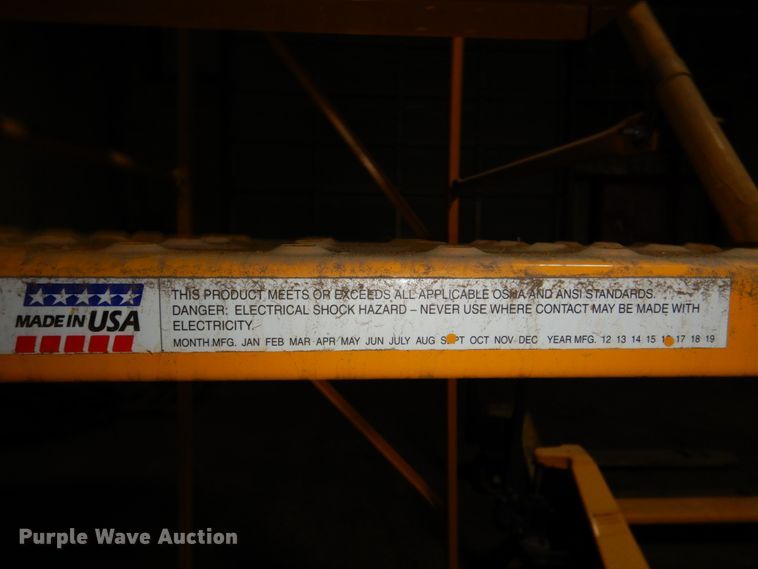 MADE IN USA
THIS PRODUCT MEETS OR EXCEEDS ALL APPLICABLE OSHA AND ANSI STANDARDS.
DANGER: ELECTRICAL SHOCK HAZARD – NEVER USE WHERE CONTACT MAY BE MADE WITH
ELECTRICITY.
MONTH MFG. JAN FEB MAR APR MAY JUN JULY AUG SEPT OCT NOV DEC YEAR MFG. 12 13 14 15 16 17 18 19
Purple Wave Auction